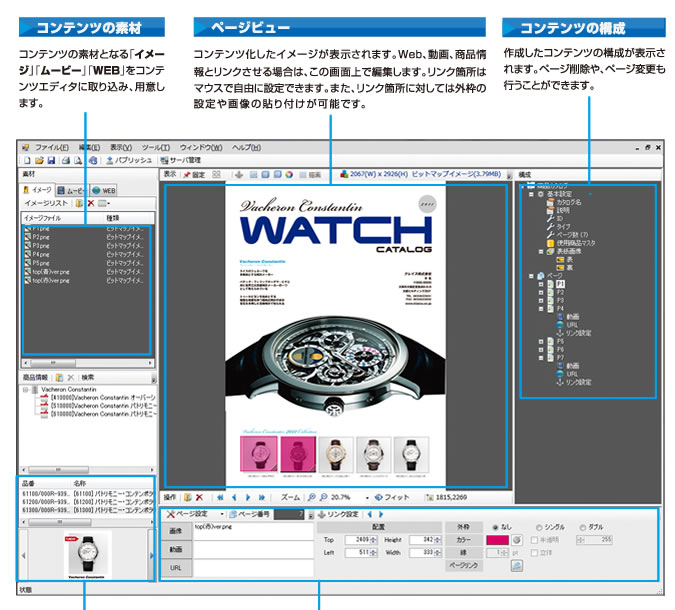 コンテンツの素材
コンテンツの素材となる「イメー
ジ」「ムービー」「WEB」をコンテ
ンツエディタに取り込み、用意し
ます。
ページビュー
コンテンツ化したイメージが表示されます。Web、動画、商品情
報とリンクさせる場合は、この画面上で編集します。リンク箇所は
マウスで自由に設定できます。また、リンク箇所に対しては外枠の
設定や画像の貼り付けが可能です。
コンテンツの構成
作成したコンテンツの構成が表示さ
れます。ページ削除や、ページ変更も
行うことができます。
ファイル(F) 編集(E) 表示(V) ツール(T) ウィンドウ(W) ヘルプ(H)
パブリッシュ サーバ管理
素材
イメージ ムービー WEB
イメージリスト
イメージファイル 種類
P1.png ビットマップイメ..
P2.png ビットマップイメ..
P3.png ビットマップイメ..
P4.png ビットマップイメ..
P5.png ビットマップイメ..
top(青)ver.png ビットマップイメ..
top(赤)ver.png ビットマップイメ..
商品情報 検索
Vacheron Constantin
[610000]Vacheron Constantin オーバーシ
[611000]Vacheron Constantin パトリモニー
[810000]Vacheron Constantin パトリモニー
品番 名称
61100/000R-939.. [61100]パトリモニー・コンテンポラ
61200/000R-939.. [61200]パトリモニー・コンテンポラ
61300/000R-939.. [61300]パトリモニー・コンテンポラ
状態
表示 固定 描画 2067(W) x 2926(H) ビットマップイメージ(3.79MB)
Vacheron Constantin
WATCH
CATALOG
Vacheron Constantin
クレイズ株式会社
Vacheron Constantin 2011 Collection
操作 ズーム 20.7% フィット 1815,2269
ページ設定 ページ番号 7 リンク設定
画像 top(赤)ver.png
動画
URL
配置
Top 2409 Height 342
Left 511 Width 333
外枠 なし シングル ダブル
カラー 半透明 255
線 1 pt 立体
ページリンク
構成
商品カタログ
基本設定
カタログ名
説明
ID
タイプ
ページ数 (7)
使用商品マスタ
表紙画像
表
裏
ページ
P1
P2
P3
P4
動画
URL
リンク設定
P5
P6
P7
動画
URL
リンク設定